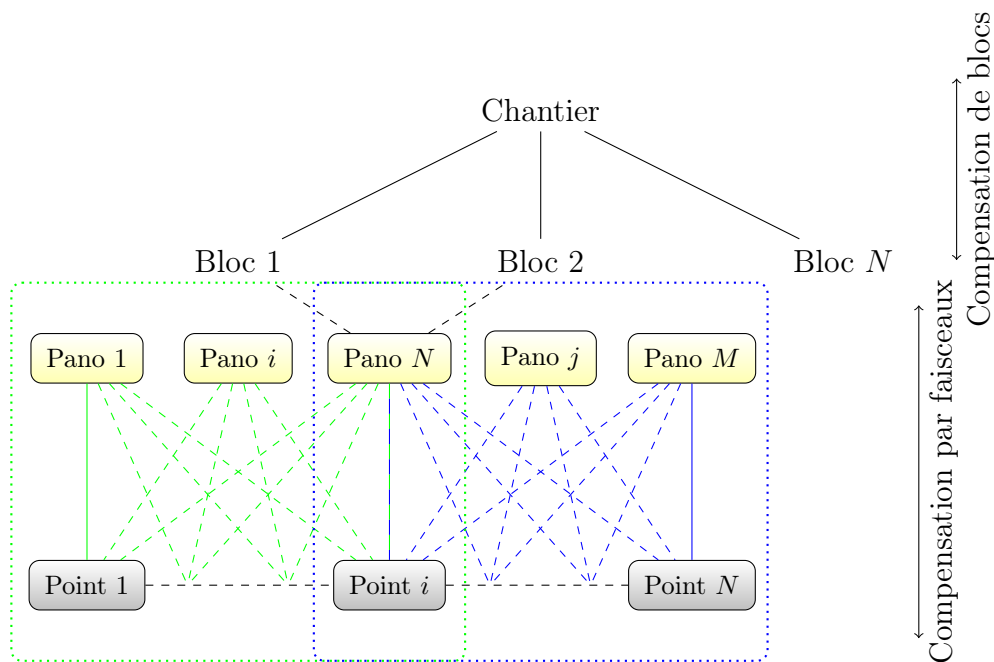 Chantier
Bloc 1
Bloc 2
Bloc N
Pano 1
Pano i
Pano N
Pano j
Pano M
Point 1
Point i
Point N
Compensation de blocs
Compensation par faisceaux